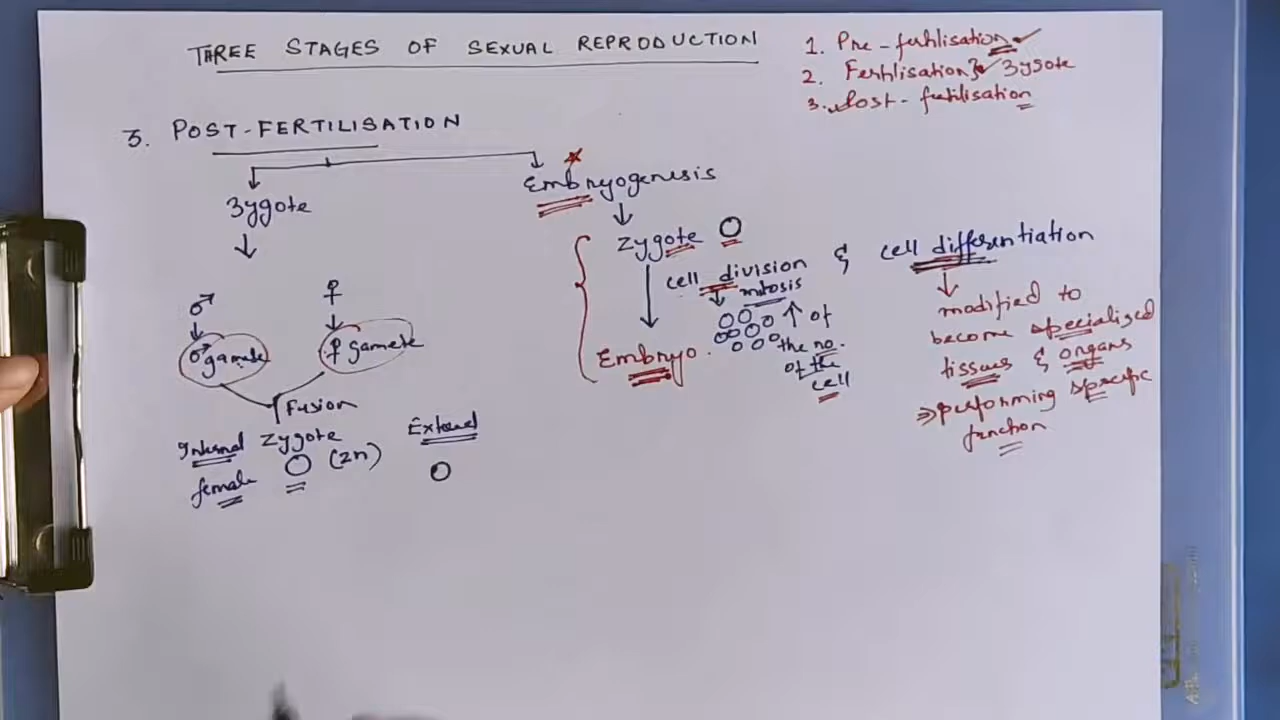 THREE STAGES OF SEXUAL REPRODUCTION
1. Pre-fertilisation ✓
2. Fertilisation ✓ Zygote
3. Post-fertilisation
3. POST-FERTILISATION
Zygote
↓
♂ ♀
↓ ↓
♂ gamete ♀ gamete
Fusion
Internal Zygote External
female (2n)
Embryogenesis
↓
Zygote
cell division & cell differentiation
↓ mitosis
↑ of
the no.
of the
cell
Embryo
↓
modified to
become specialized
tissues & organs
⇒ performing specific
function